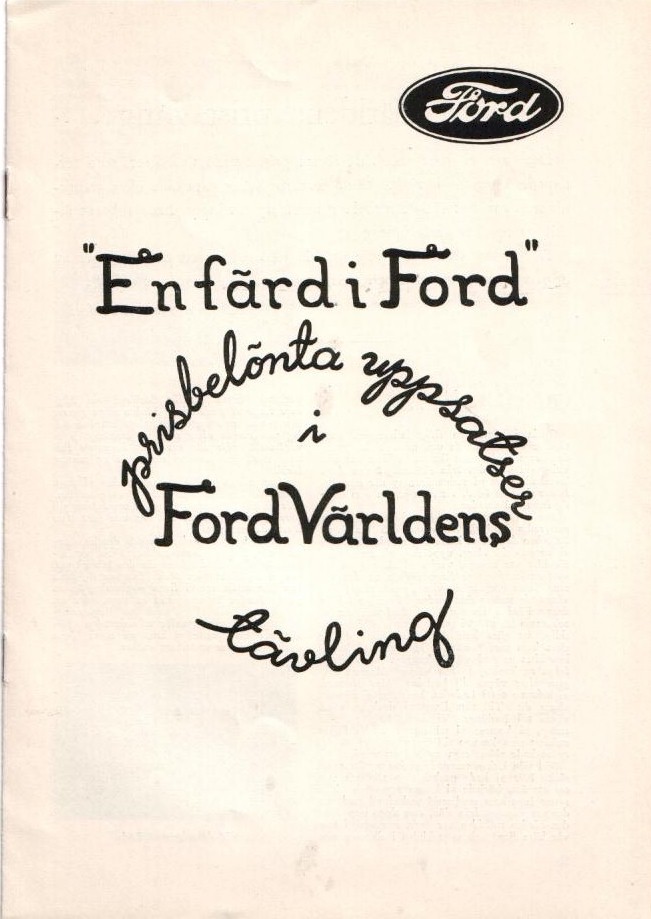 Ford
"En färd i Ford"
prisbelönta uppsatser
i
Ford Världens
tävling